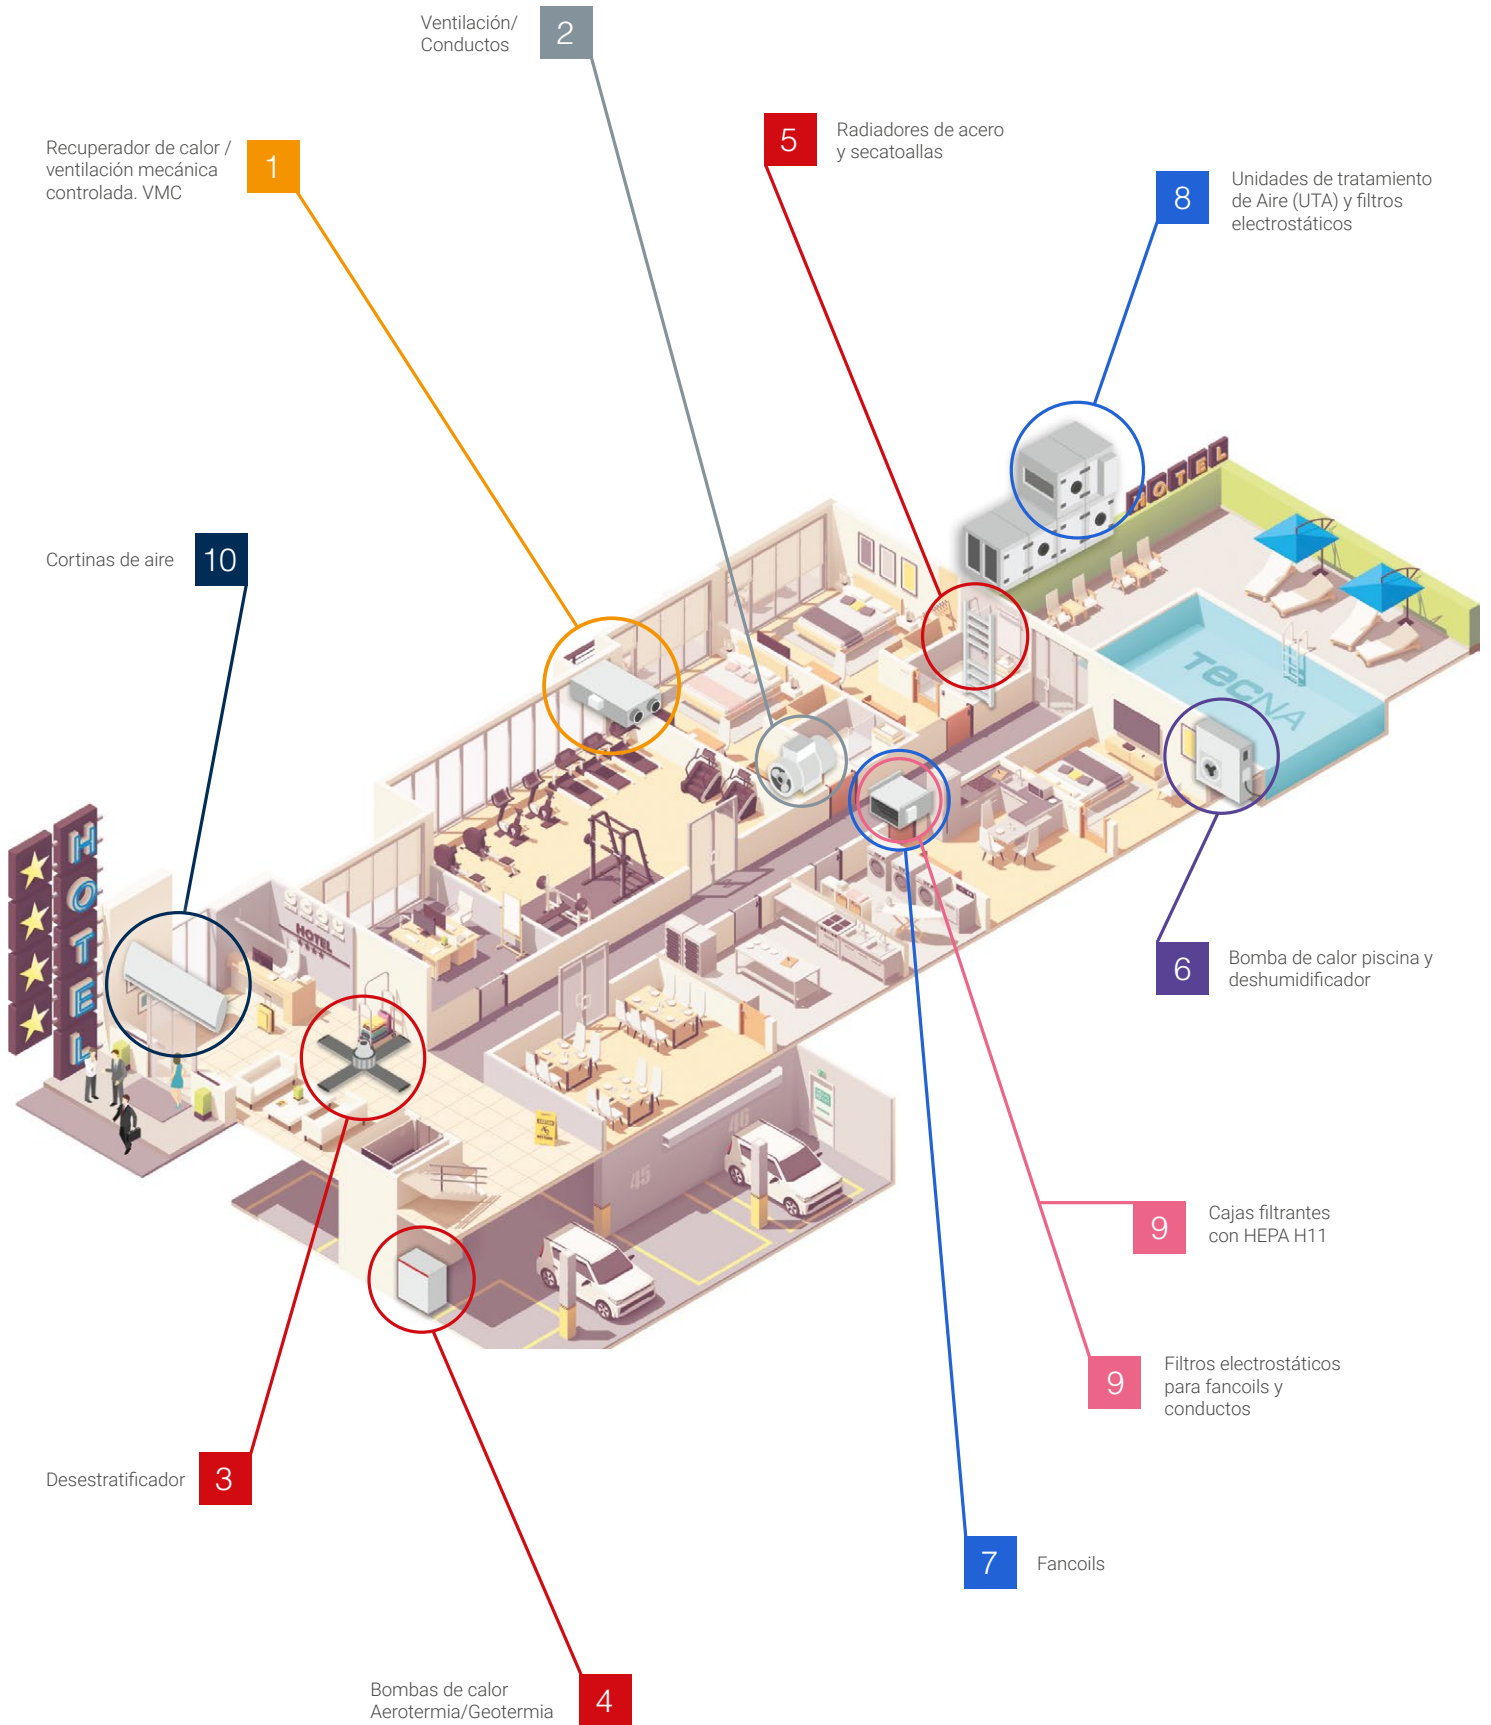 Ventilación/
Conductos
2
Recuperador de calor /
ventilación mecánica
controlada. VMC
1
5
Radiadores de acero
y secatoallas
8
Unidades de tratamiento
de Aire (UTA) y filtros
electrostáticos
HOTEL
Cortinas de aire
10
TECNA
HOTEL
HOTEL
6
Bomba de calor piscina y
deshumidificador
46
45
9
Cajas filtrantes
con HEPA H11
9
Filtros electrostáticos
para fancoils y
conductos
Desestratificador
3
7
Fancoils
Bombas de calor
Aerotermia/Geotermia
4